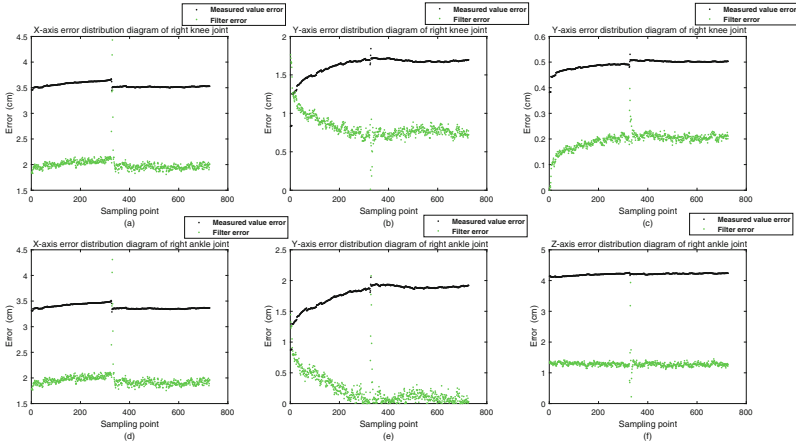 Measured value error
Filter error
Measured value error
Filter error
Measured value error
Filter error
X-axis error distribution diagram of right knee joint
Y-axis error distribution diagram of right knee joint
Y-axis error distribution diagram of right knee joint
4.5
4
3.5
3
2.5
2
1.5
Error (cm)
0
200
400
600
800
Sampling point
(a)
2
1.5
1
0.5
0
Error (cm)
0
200
400
600
800
Sampling point
(b)
0.6
0.5
0.4
0.3
0.2
0.1
0
Error (cm)
0
200
400
600
800
Sampling point
(c)
Measured value error
Filter error
Measured value error
Filter error
Measured value error
Filter error
X-axis error distribution diagram of right ankle joint
Y-axis error distribution diagram of right ankle joint
Z-axis error distribution diagram of right ankle joint
4.5
4
3.5
3
2.5
2
1.5
Error (cm)
0
200
400
600
800
Sampling point
(d)
2.5
2
1.5
1
0.5
0
Error (cm)
0
200
400
600
800
Sampling point
(e)
5
4
3
2
1
0
Error (cm)
0
200
400
600
800
Sampling point
(f)